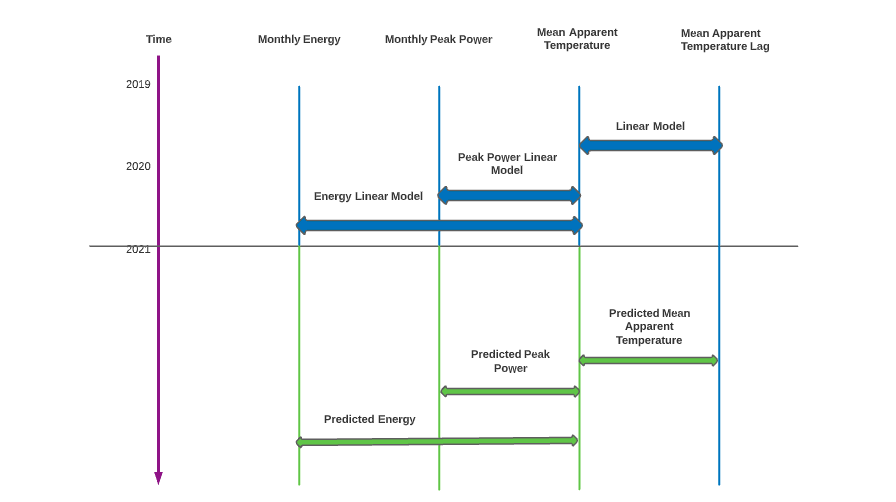 Time
Monthly Energy
Monthly Peak Power
Mean Apparent
Temperature
Mean Apparent
Temperature Lag
2019
Linear Model
Peak Power Linear
Model
2020
Energy Linear Model
2021
Predicted Mean
Apparent
Temperature
Predicted Peak
Power
Predicted Energy